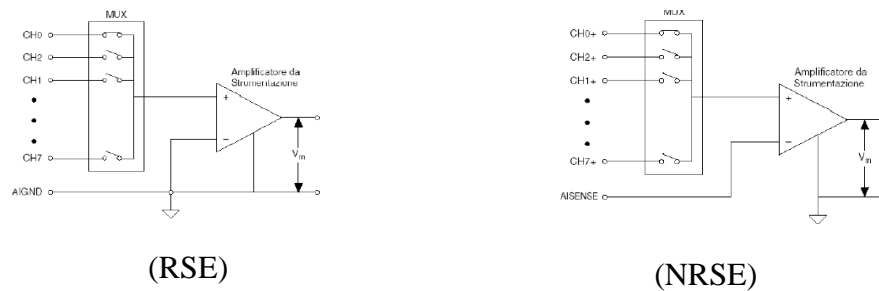 MUX
CH0
CH2
CH1
CH7
AIGND
Amplificatore da
Strumentazione
+
−
Vm
(RSE)
MUX
CH0+
CH2+
CH1+
CH7+
AISENSE
Amplificatore da
Strumentazione
+
−
Vm
(NRSE)